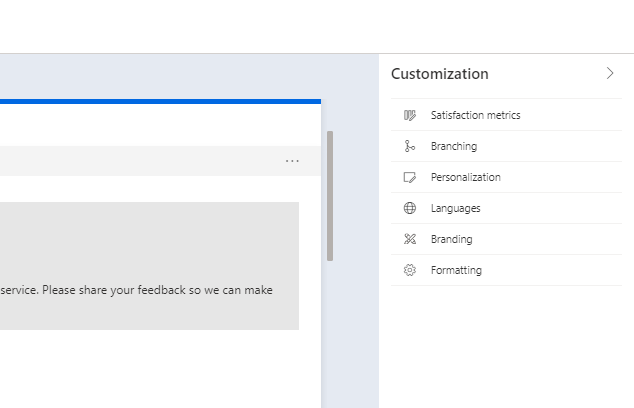 Customization
Satisfaction metrics
Branching
Personalization
Languages
Branding
Formatting
...
service. Please share your feedback so we can make